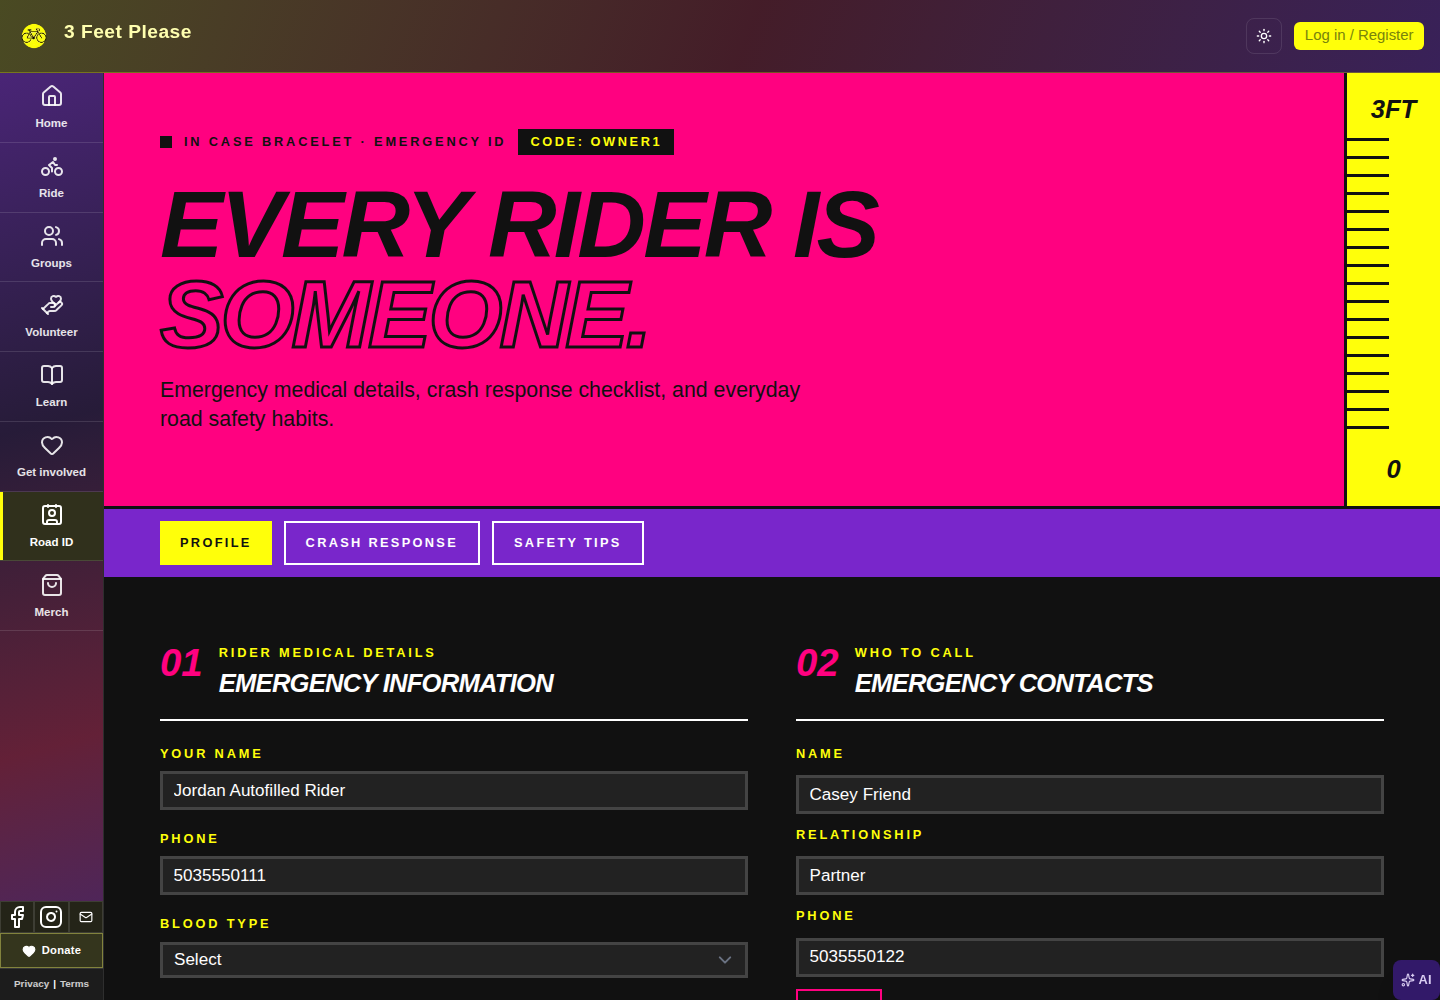 3 Feet Please
Log in / Register
Home
Ride
Groups
Volunteer
Learn
Get involved
Road ID
Merch
Donate
Privacy | Terms
IN CASE BRACELET · EMERGENCY ID
CODE: OWNER1
EVERY RIDER IS
SOMEONE.
Emergency medical details, crash response checklist, and everyday
road safety habits.
3FT
0
PROFILE
CRASH RESPONSE
SAFETY TIPS
01
RIDER MEDICAL DETAILS
EMERGENCY INFORMATION
YOUR NAME
Jordan Autofilled Rider
PHONE
5035550111
BLOOD TYPE
Select
02
WHO TO CALL
EMERGENCY CONTACTS
NAME
Casey Friend
RELATIONSHIP
Partner
PHONE
5035550122
AI